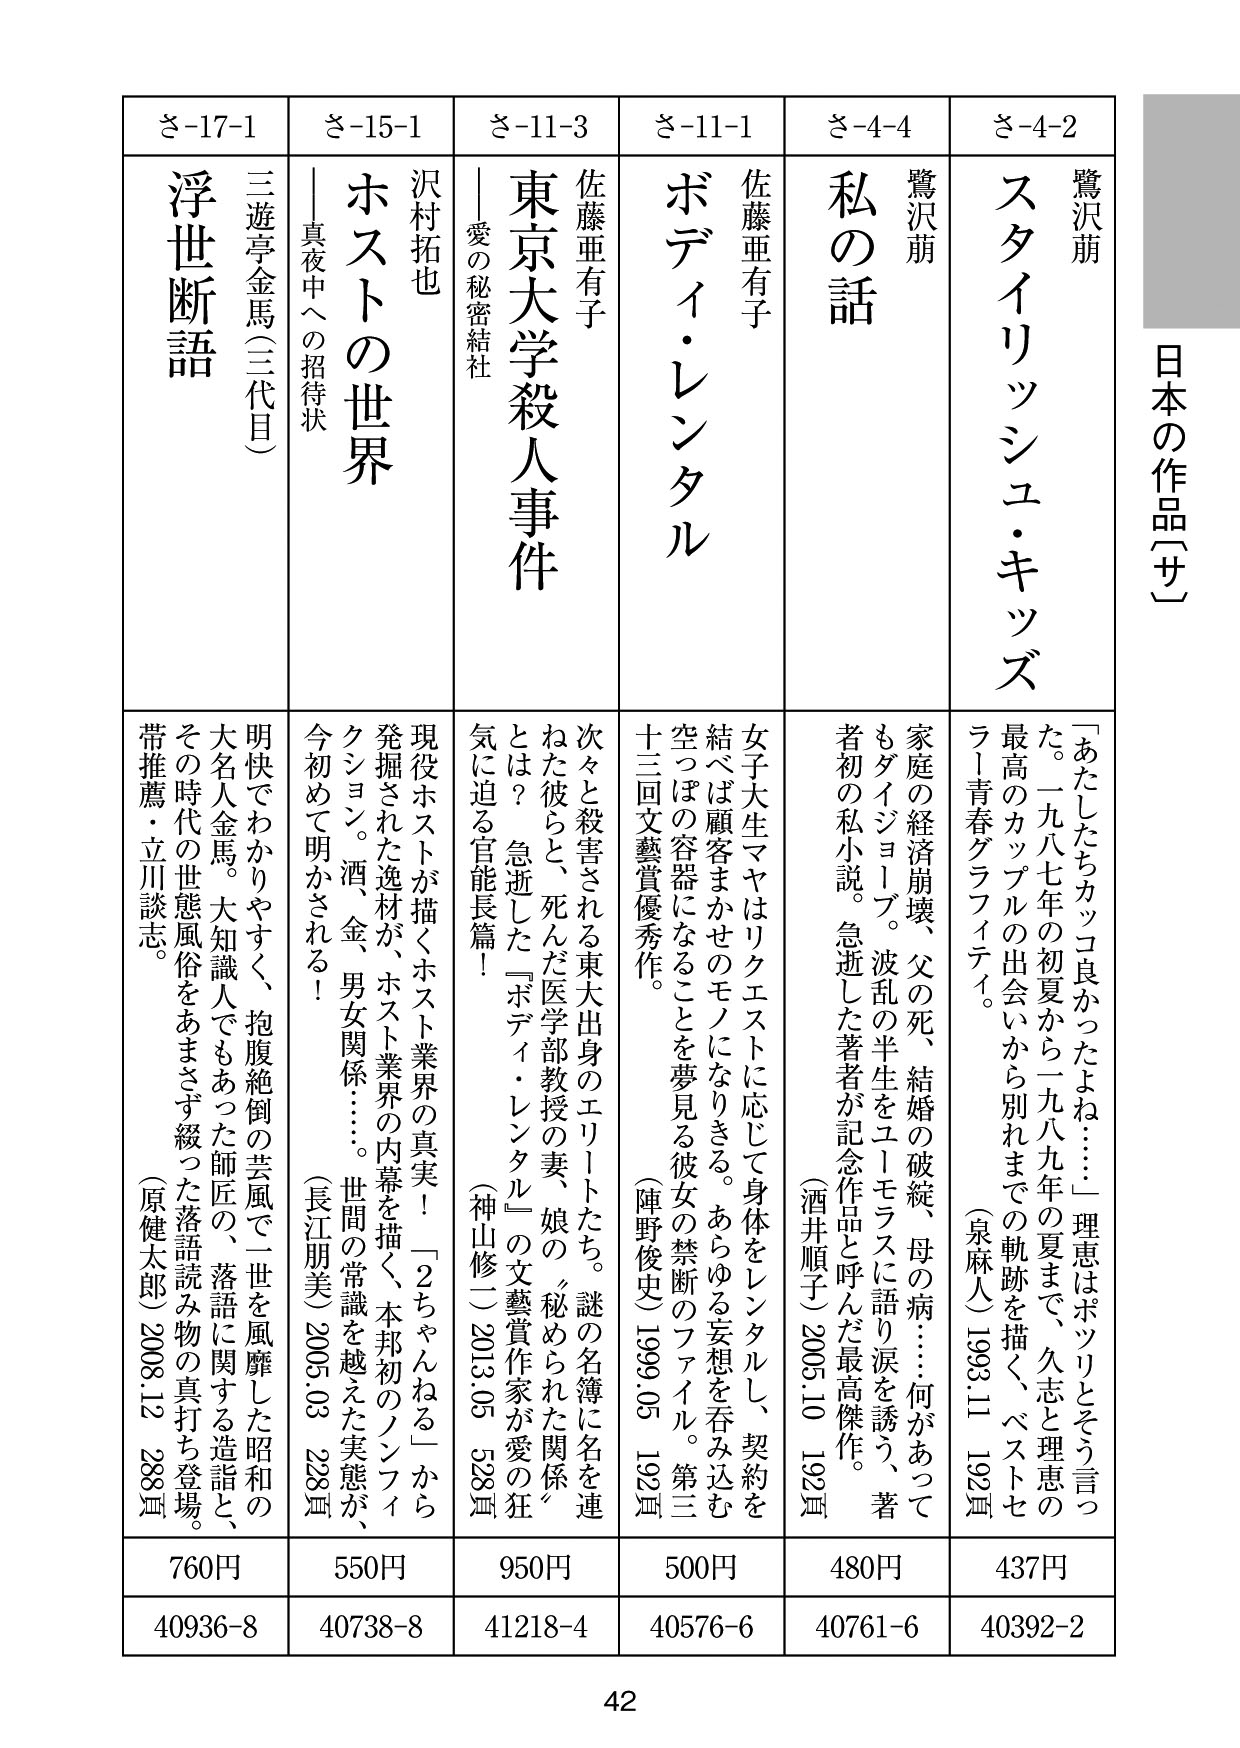 日本の作品〔サ〕
さ-4-2
鷺沢萠
スタイリッシュ・キッズ
「あたしたちカッコ良かったよね……」理恵はポツリとそう言っ
た。一九八七年の初夏から一九八九年の夏まで、久志と理恵の
最高のカップルの出会いから別れまでの軌跡を描く、ベストセ
ラー青春グラフィティ。
（泉麻人）1993.11　192頁
437円
40392-2
さ-4-4
鷺沢萠
私の話
家庭の経済崩壊、父の死、結婚の破綻、母の病……何があって
もダイジョーブ。波乱の半生をユーモラスに語り涙を誘う、著
者初の私小説。急逝した著者が記念作品と呼んだ最高傑作。
（酒井順子）2005.10　192頁
480円
40761-6
さ-11-1
佐藤亜有子
ボディ・レンタル
女子大生マヤはリクエストに応じて身体をレンタルし、契約を
結べば顧客まかせのモノになりきる。あらゆる妄想を呑み込む
空っぽの容器になることを夢見る彼女の禁断のファイル。第三
十三回文藝賞優秀作。
（陣野俊史）1999.05　192頁
500円
40576-6
さ-11-3
佐藤亜有子
東京大学殺人事件
――愛の秘密結社
次々と殺害される東大出身のエリートたち。謎の名簿に名を連
ねた彼らと、死んだ医学部教授の妻、娘の〝秘められた関係〟
とは？　急逝した『ボディ・レンタル』の文藝賞作家が愛の狂
気に迫る官能長篇！
（神山修一）2013.05　528頁
950円
41218-4
さ-15-1
沢村拓也
ホストの世界
――真夜中への招待状
現役ホストが描くホスト業界の真実！　「2ちゃんねる」から
発掘された逸材が、ホスト業界の内幕を描く、本邦初のノンフィ
クション。酒、金、男女関係……。世間の常識を越えた実態が、
今初めて明かされる！
（長江朋美）2005.03　228頁
550円
40738-8
さ-17-1
三遊亭金馬（三代目）
浮世断語
明快でわかりやすく、抱腹絶倒の芸風で一世を風靡した昭和の
大名人金馬。大知識人でもあった師匠の、落語に関する造詣と、
その時代の世態風俗をあまさず綴った落語読み物の真打ち登場。
帯推薦・立川談志。
（原健太郎）2008.12　288頁
760円
40936-8
42